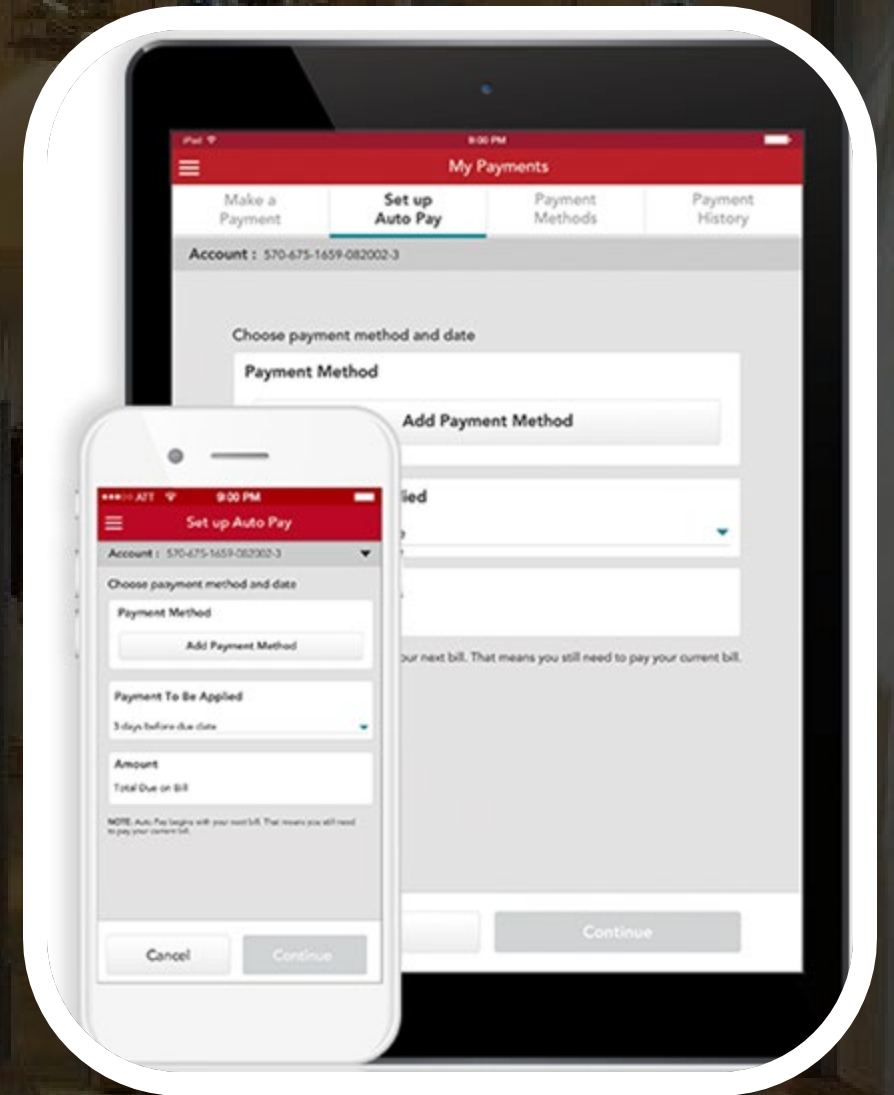 iPad
9:00 PM
My Payments
Make a
Payment
Set up
Auto Pay
Payment
Methods
Payment
History
Account : 570-675-1659-082002-3
Choose payment method and date
Payment Method
Add Payment Method
lied
e
our next bill. That means you still need to pay your current bill.
Continue
ATT
9:00 PM
Set up Auto Pay
Account : 570-675-1659-082002-3
Choose paayment method and date
Payment Method
Add Payment Method
Payment To Be Applied
3 days before due date
Amount
Total Due on Bill
NOTE: Auto Pay begins with your next bill. That means you still need
to pay your current bill.
Cancel
Continue